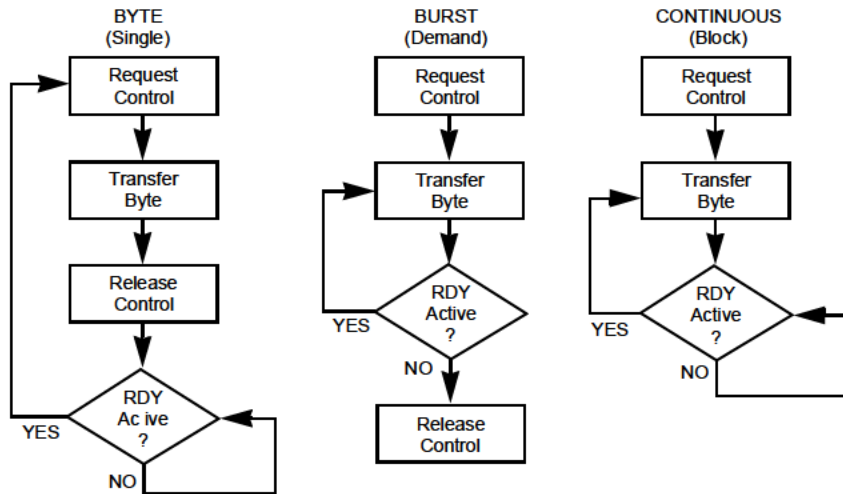 BYTE
(Single)
Request
Control
Transfer
Byte
Release
Control
RDY
Ac ive
?
YES
NO
BURST
(Demand)
Request
Control
Transfer
Byte
RDY
Active
?
YES
NO
Release
Control
CONTINUOUS
(Block)
Request
Control
Transfer
Byte
RDY
Active
?
YES
NO